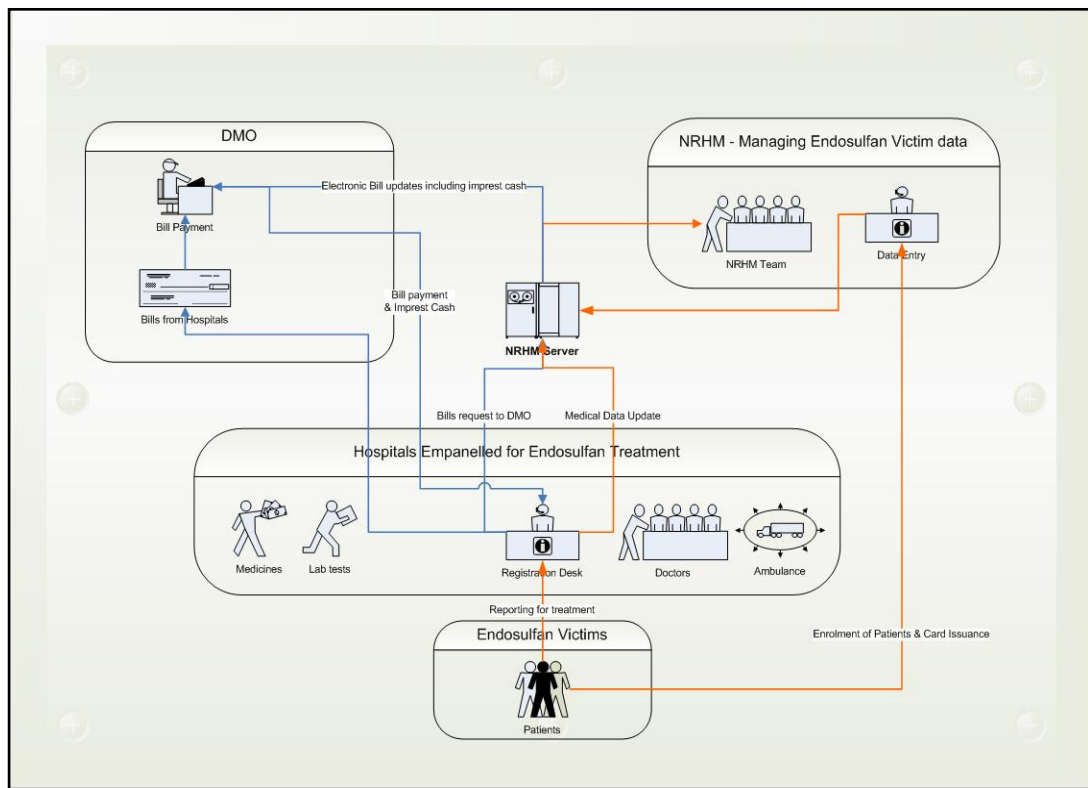 DMO
NRHM - Managing Endosulfan Victim data
Electronic Bill updates including imprest cash
Bill Payment
NRHM Team
Data Entry
Bill payment
& Imprest Cash
Bills from Hospitals
NRHM Server
Bills request to DMO
Medical Data Update
Hospitals Empanelled for Endosulfan Treatment
Medicines
Lab tests
Registration Desk
Doctors
Ambulance
Reporting for treatment
Endosulfan Victims
Enrolment of Patients & Card Issuance
Patients